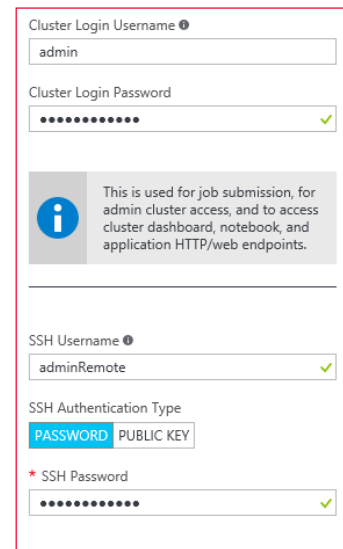 Cluster Login Username
admin
Cluster Login Password
●●●●●●●●●●●●
This is used for job submission, for
admin cluster access, and to access
cluster dashboard, notebook, and
application HTTP/web endpoints.
SSH Username
adminRemote
SSH Authentication Type
PASSWORD PUBLIC KEY
* SSH Password
●●●●●●●●●●●●